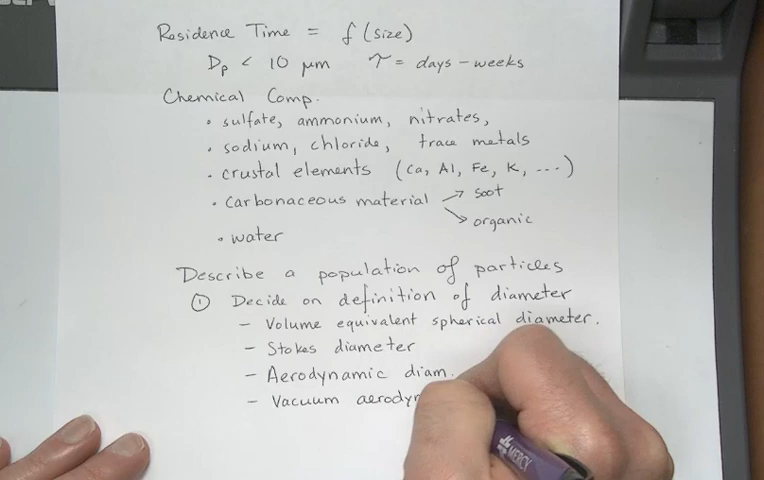 Residence Time = f (size)
Dp < 10 μm τ = days - weeks
Chemical Comp.
• sulfate, ammonium, nitrates,
• sodium, chloride, trace metals
• crustal elements (Ca, Al, Fe, K, ...)
• carbonaceous material → soot
→ organic
• water
Describe a population of particles
① Decide on definition of diameter
- Volume equivalent spherical diameter.
- Stokes diameter
- Aerodynamic diam.
- Vacuum aerodyn
MERCY